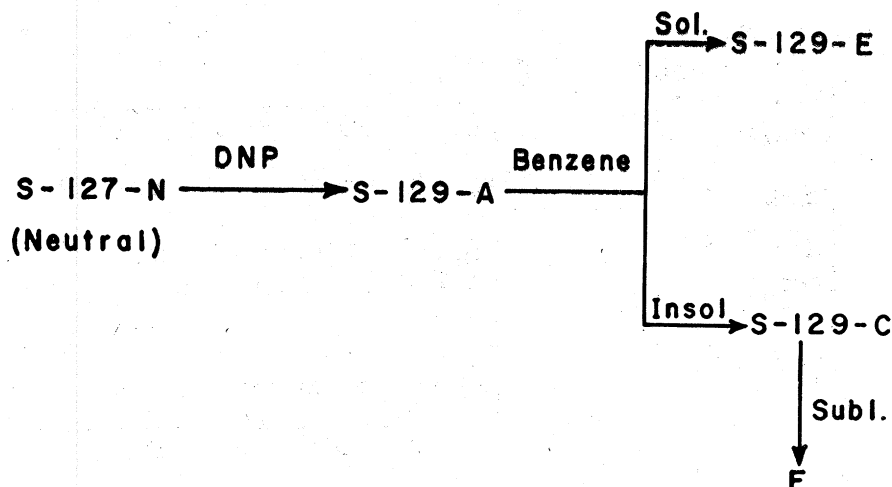 Sol.
S-129-E
DNP
Benzene
S-127-N
S-129-A
(Neutral)
Insol
S-129-C
Subl.